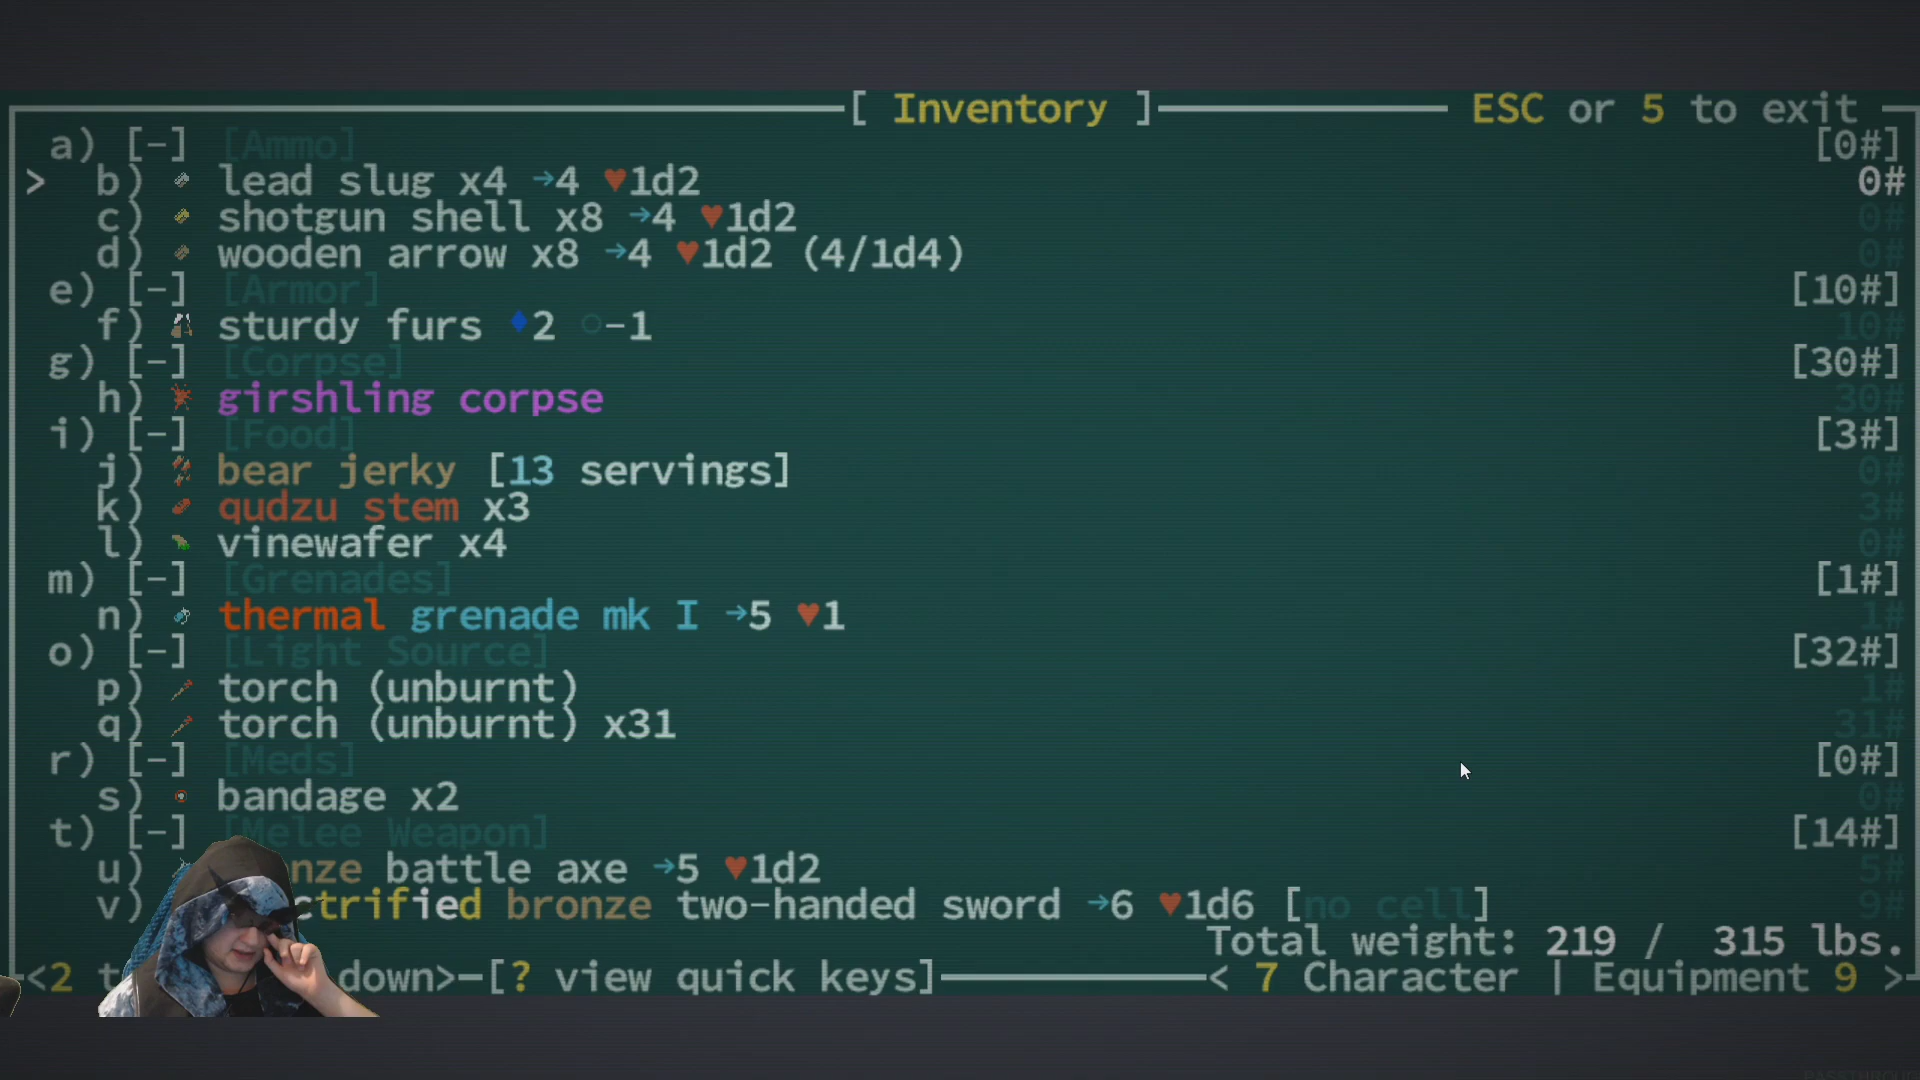 [ Inventory ] ESC or 5 to exit
a) [-] [Ammo] [0#]
> b) lead slug x4 →4 ♥1d2 0#
c) shotgun shell x8 →4 ♥1d2 0#
d) wooden arrow x8 →4 ♥1d2 (4/1d4) 0#
e) [-] [Armor] [10#]
f) sturdy furs ♦2 ○-1 10#
g) [-] [Corpse] [30#]
h) girshling corpse 30#
i) [-] [Food] [3#]
j) bear jerky [13 servings] 0#
k) qudzu stem x3 3#
l) vinewafer x4 0#
m) [-] [Grenades] [1#]
n) thermal grenade mk I →5 ♥1 1#
o) [-] [Light Source] [32#]
p) torch (unburnt) 1#
q) torch (unburnt) x31 31#
r) [-] [Meds] [0#]
s) bandage x2 0#
t) [-] [Melee Weapon] [14#]
u) nze battle axe →5 ♥1d2 5#
v) ctrified bronze two-handed sword →6 ♥1d6 [no cell] 9#
Total weight: 219 / 315 lbs.
<2 t down> [? view quick keys] < 7 Character | Equipment 9 >